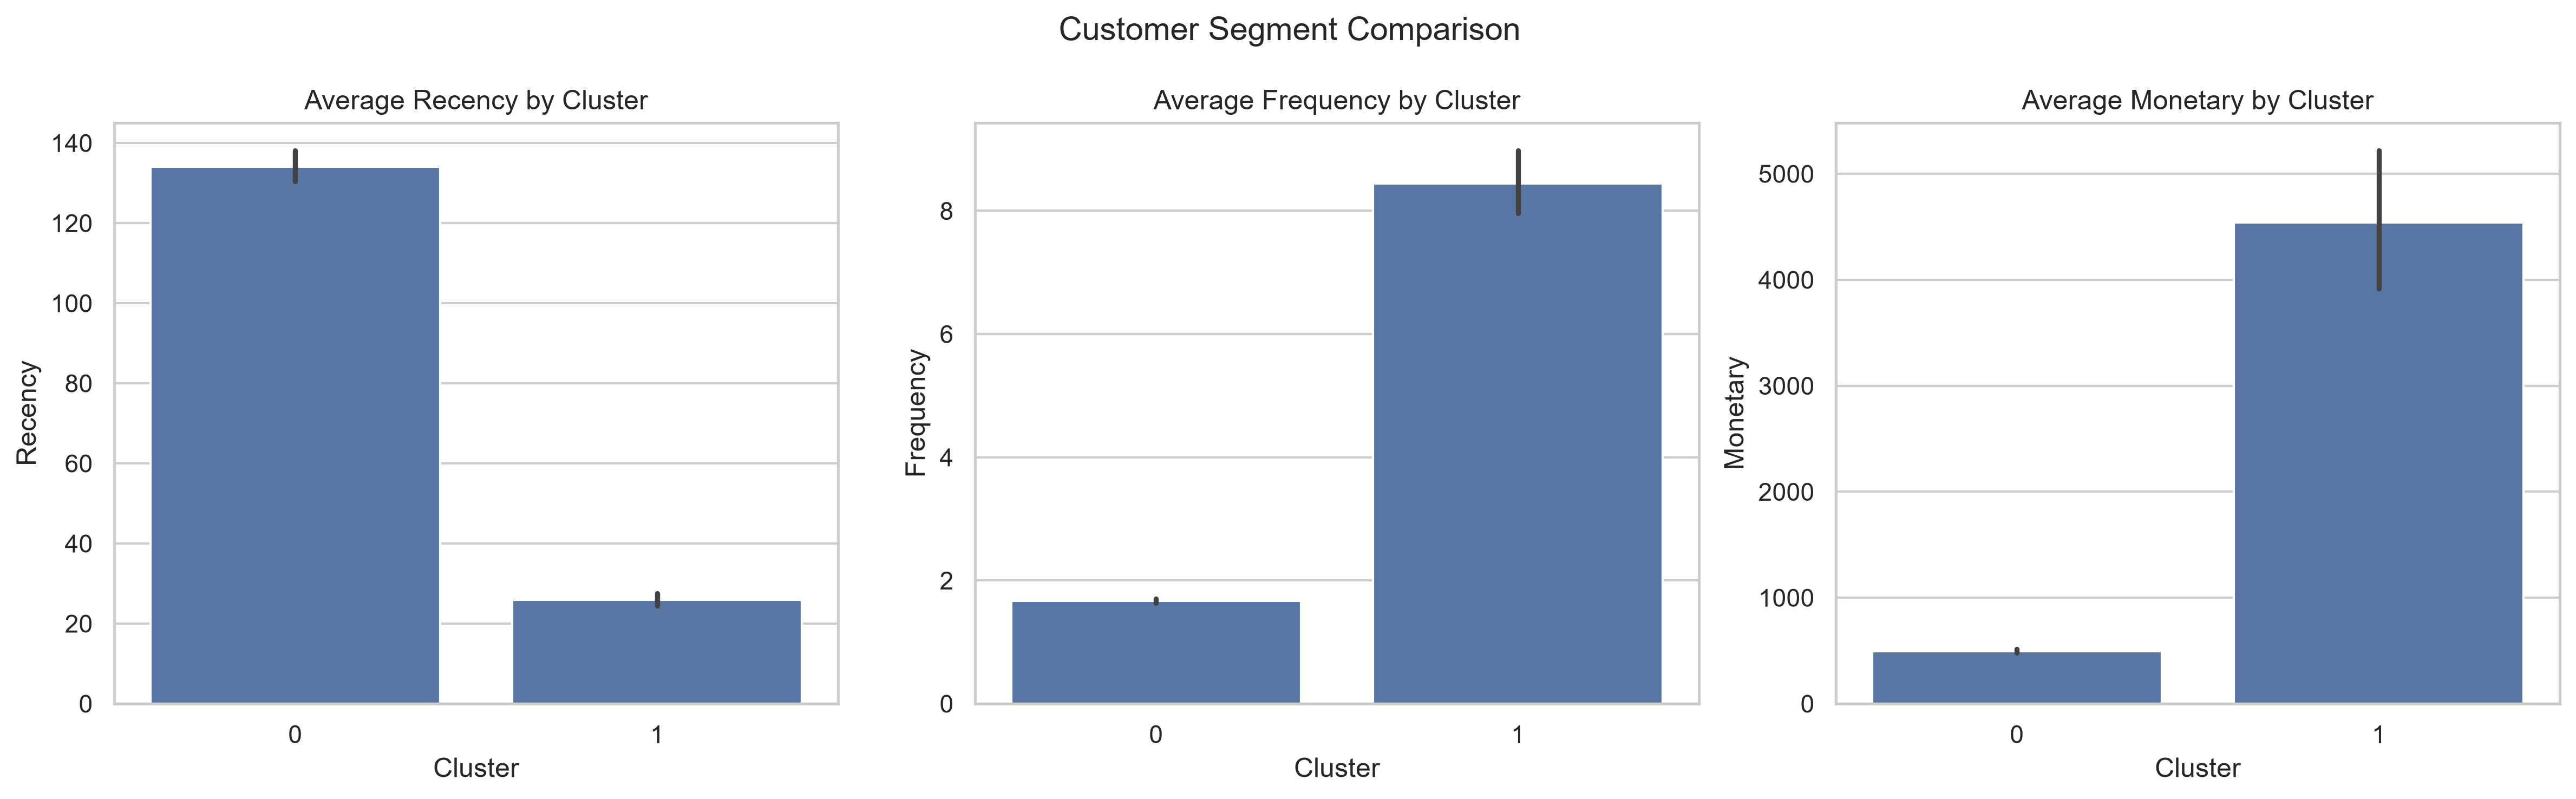 Customer Segment Comparison
Average Recency by Cluster
140
120
100
80
60
40
20
0
Recency
0 1
Cluster
Average Frequency by Cluster
8
6
4
2
0
Frequency
0 1
Cluster
Average Monetary by Cluster
5000
4000
3000
2000
1000
0
Monetary
0 1
Cluster